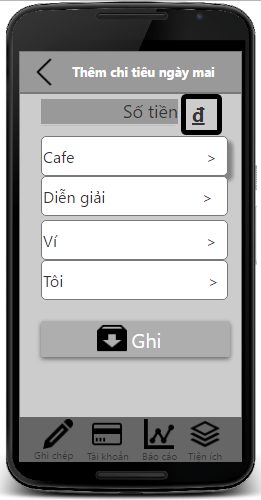 Thêm chi tiêu ngày mai
Số tiền đ
Cafe >
Diễn giải >
Ví >
Tôi >
Ghi
Ghi chép Tài khoản Báo cáo Tiện ích